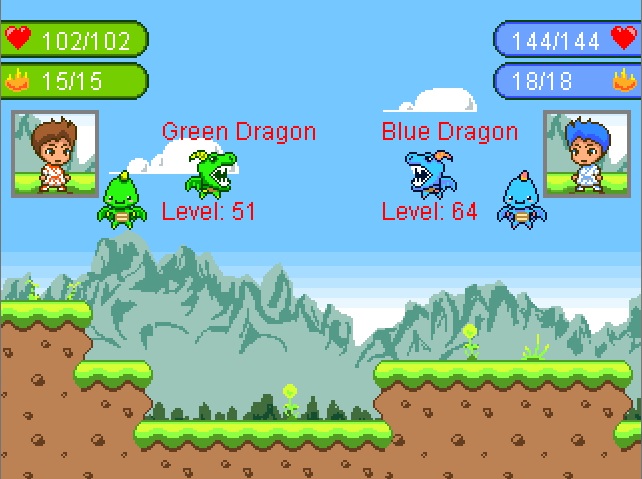 102/102
144/144
15/15
18/18
Green Dragon
Blue Dragon
Level: 51
Level: 64